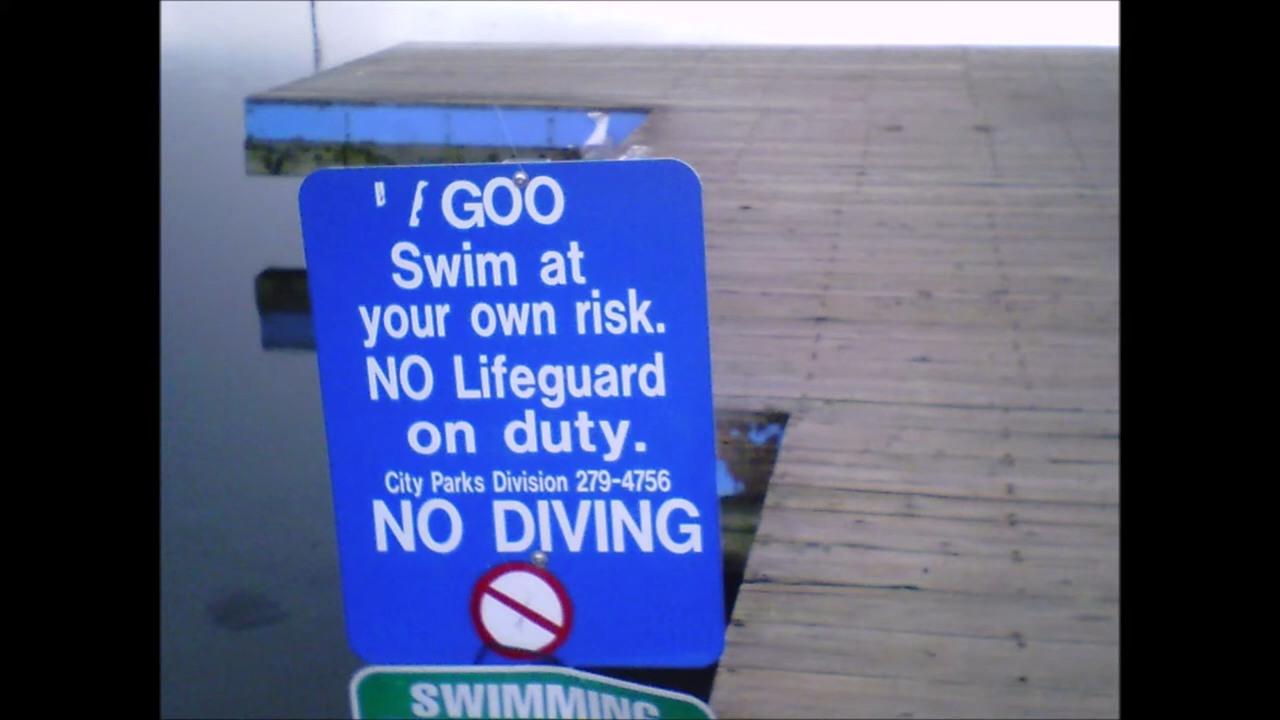 GOO
Swim at
your own risk.
NO Lifeguard
on duty.
City Parks Division 279-4756
NO DIVING
SWIMMING